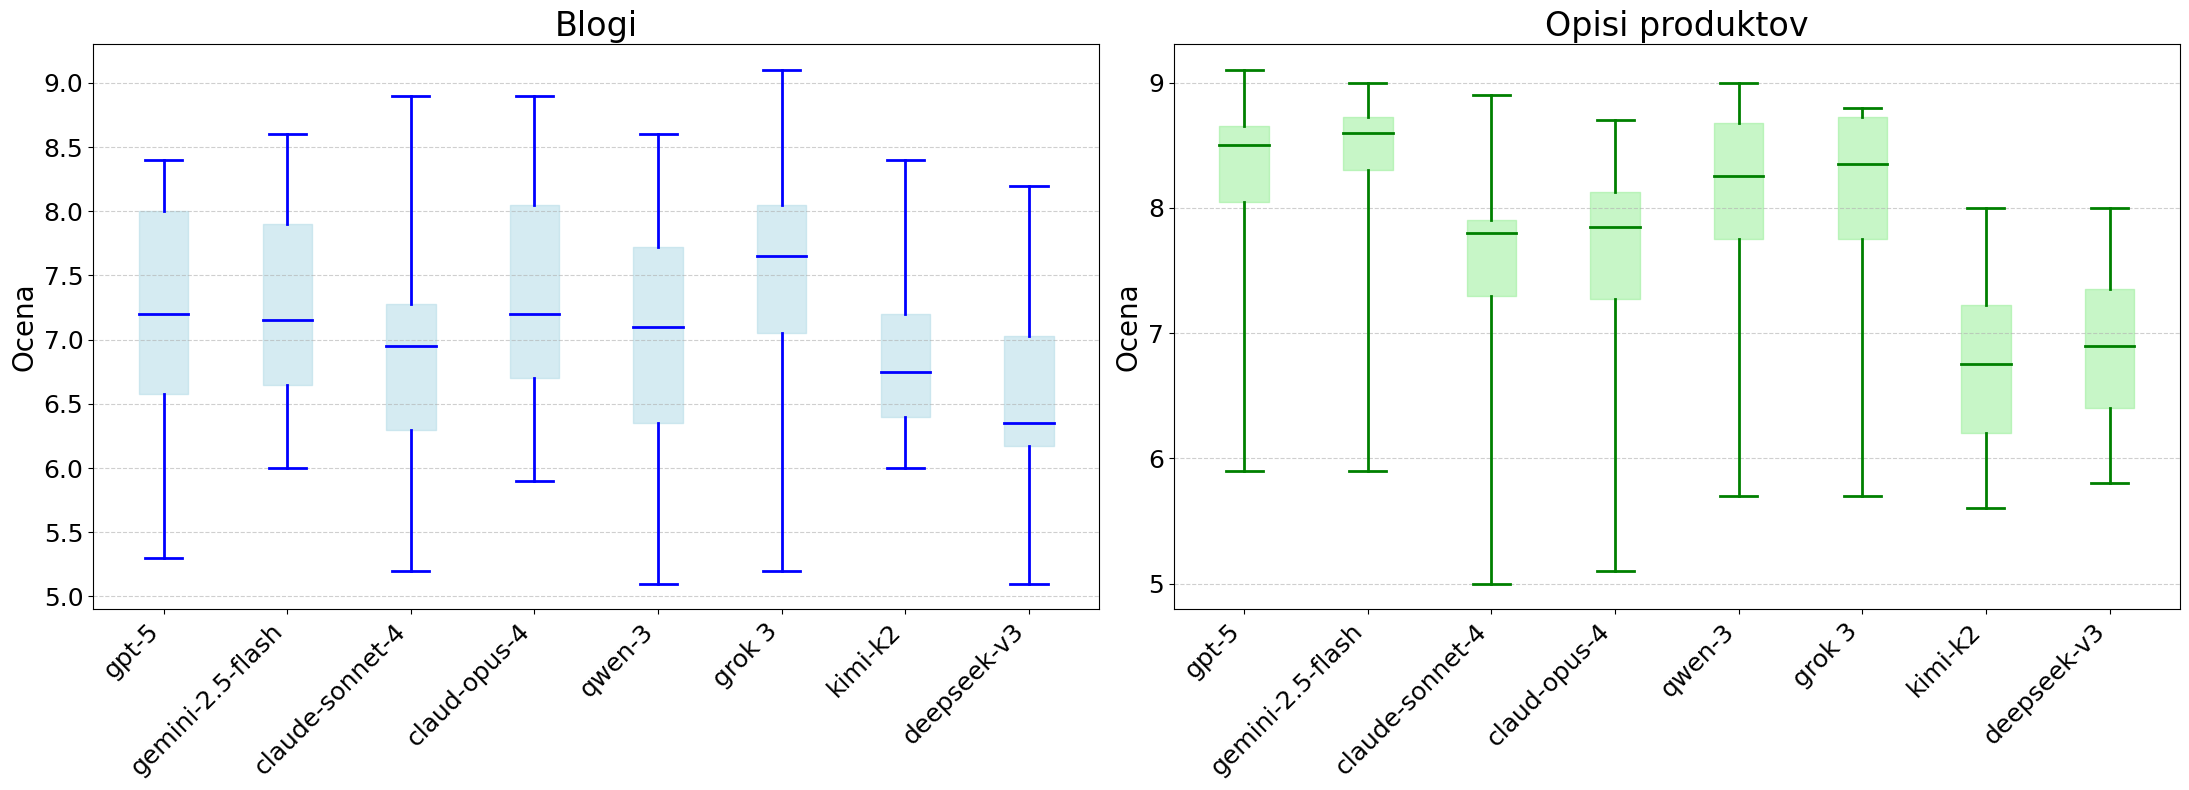 Blogi
Ocena
9.0
8.5
8.0
7.5
7.0
6.5
6.0
5.5
5.0
gpt-5
gemini-2.5-flash
claude-sonnet-4
claud-opus-4
qwen-3
grok 3
kimi-k2
deepseek-v3
Opisi produktov
Ocena
9
8
7
6
5
gpt-5
gemini-2.5-flash
claude-sonnet-4
claud-opus-4
qwen-3
grok 3
kimi-k2
deepseek-v3